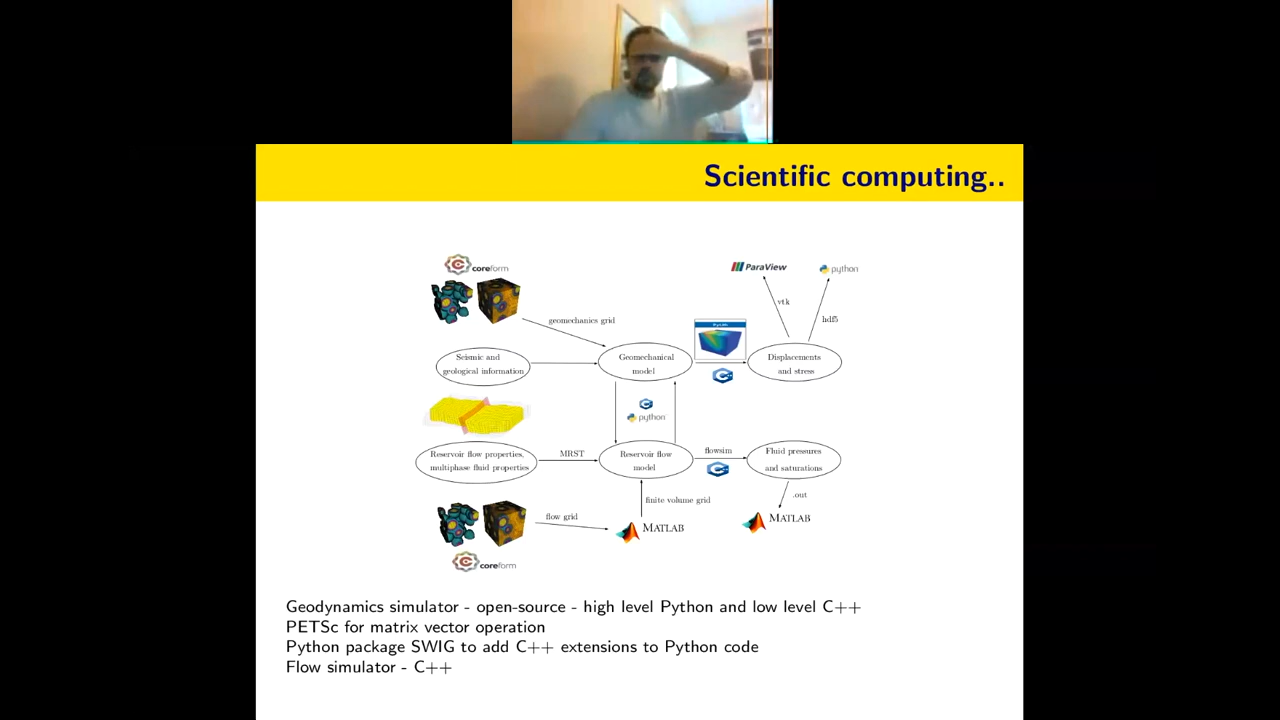 Scientific computing..
coreform
ParaView
python
vtk
hdf5
geomechanics grid
Seismic and
geological information
Geomechanical
model
PyLith
Displacements
and stress
C++
C
python
Reservoir flow properties,
multiphase fluid properties
MRST
Reservoir flow
model
flowsim
C++
Fluid pressures
and saturations
finite volume grid
.out
flow grid
MATLAB
MATLAB
coreform
Geodynamics simulator - open-source - high level Python and low level C++
PETSc for matrix vector operation
Python package SWIG to add C++ extensions to Python code
Flow simulator - C++